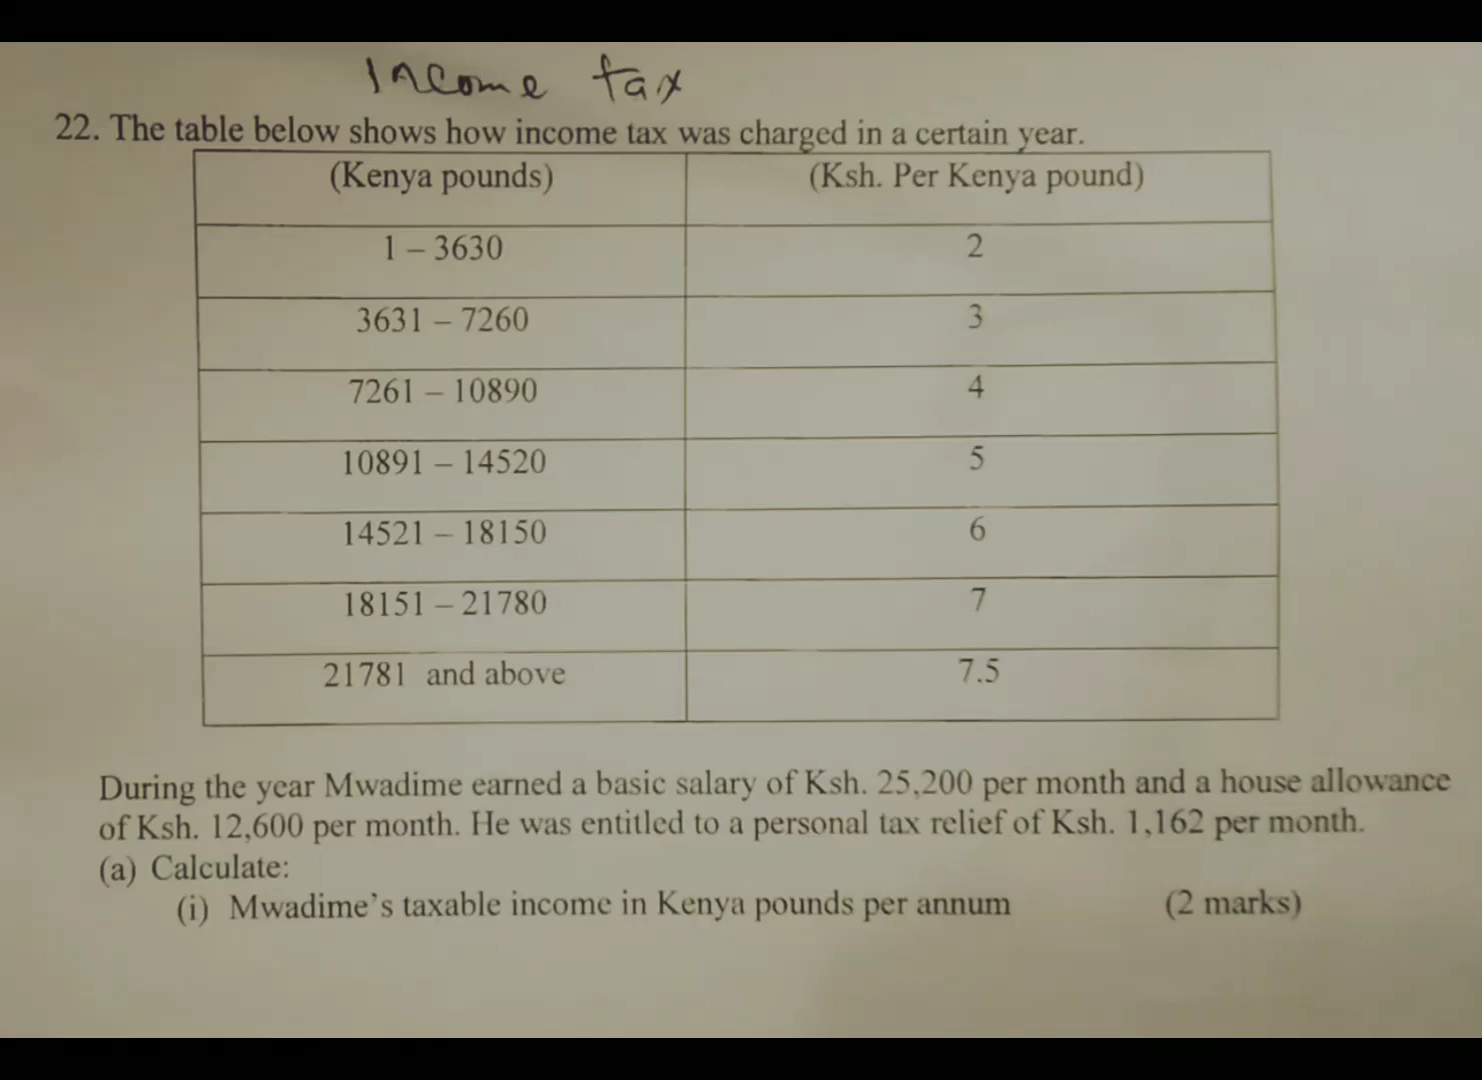 Income tax
22. The table below shows how income tax was charged in a certain year.
(Kenya pounds) (Ksh. Per Kenya pound)
1 – 3630 2
3631 – 7260 3
7261 – 10890 4
10891 – 14520 5
14521 – 18150 6
18151 – 21780 7
21781 and above 7.5
During the year Mwadime earned a basic salary of Ksh. 25,200 per month and a house allowance
of Ksh. 12,600 per month. He was entitled to a personal tax relief of Ksh. 1,162 per month.
(a) Calculate:
(i) Mwadime’s taxable income in Kenya pounds per annum (2 marks)